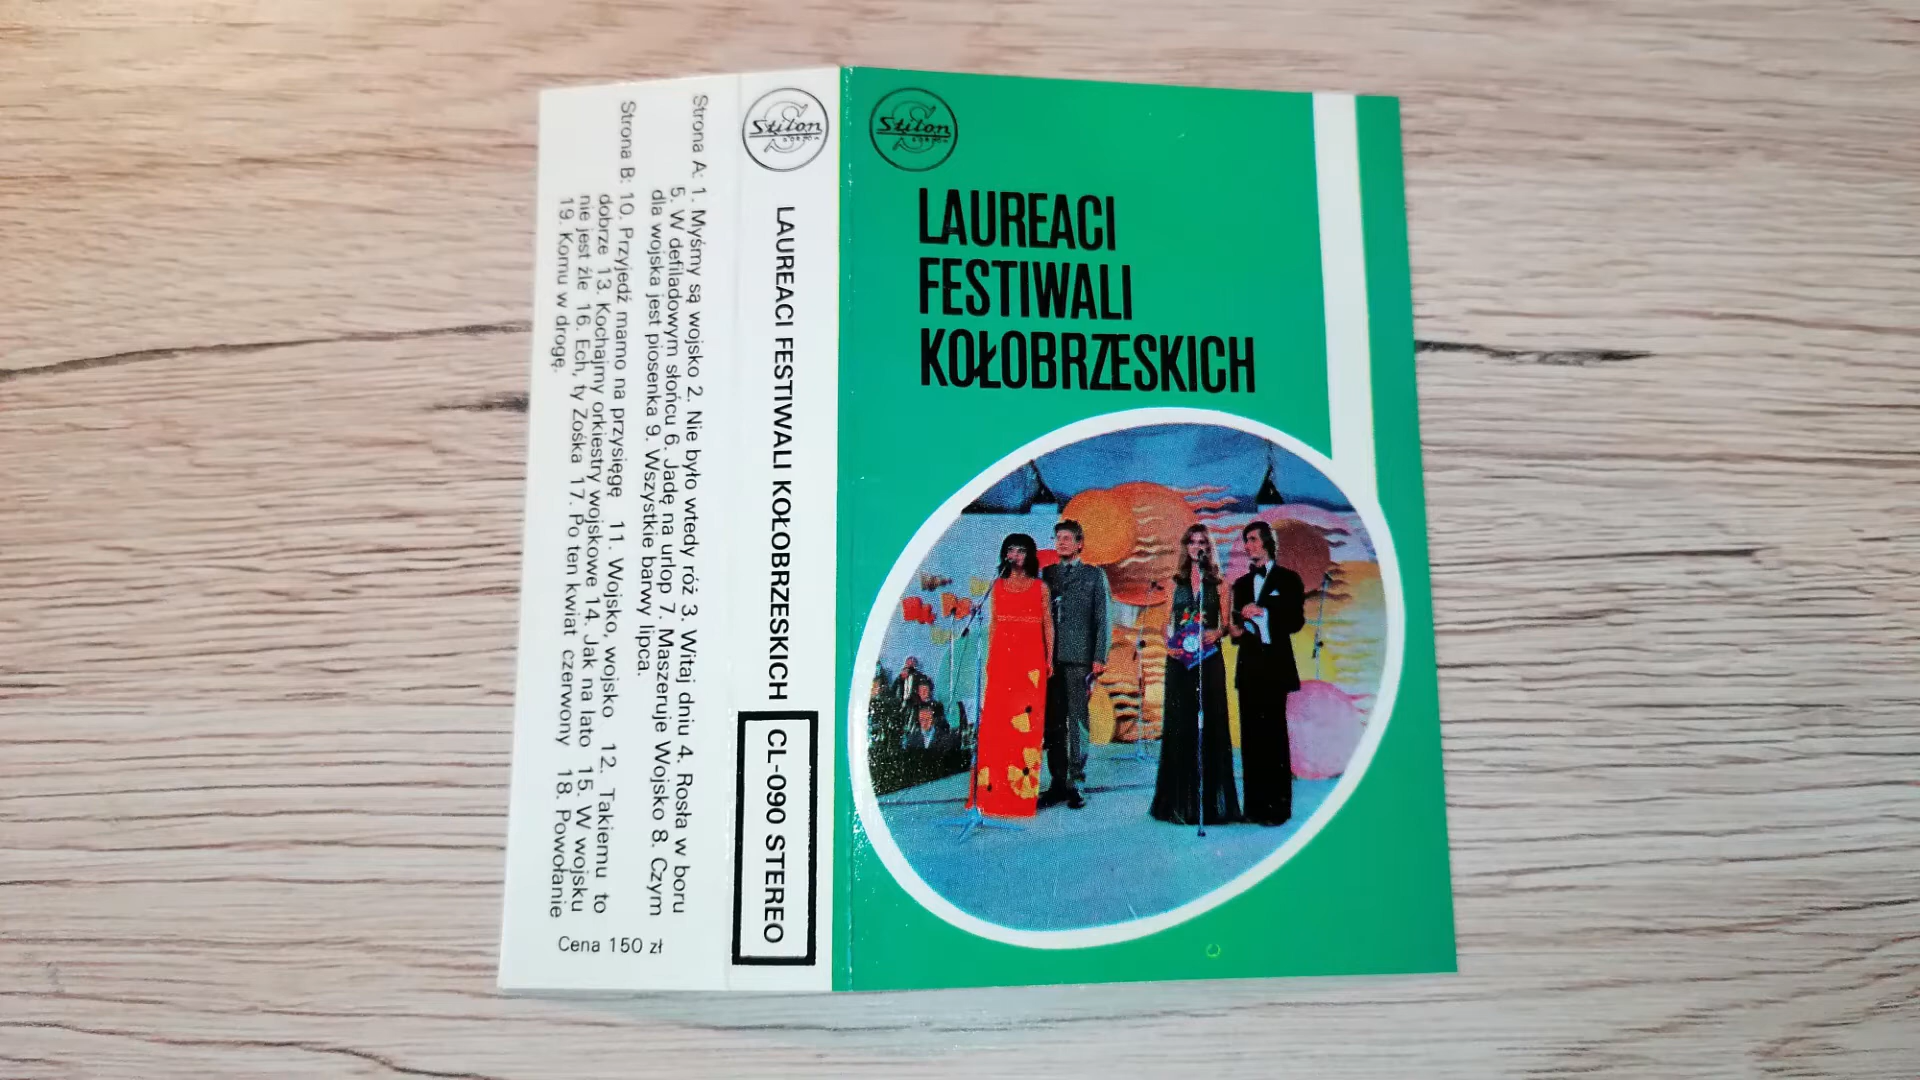 Stilon
LAUREACI
FESTIWALI
KOŁOBRZESKICH
Stilon
LAUREACI FESTIWALI KOŁOBRZESKICH
CL-090 STEREO
Strona A: 1. Myśmy są wojsko 2. Nie było wtedy róż 3. Witaj dniu 4. Rosła w boru
5. W defiladowym słońcu 6. Jadę na urlop 7. Maszeruje Wojsko 8. Czym
dla wojska jest piosenka 9. Wszystkie barwy lipca.
Strona B: 10. Przyjedź mamo na przysięgę 11. Wojsko, wojsko 12. Takiemu to
dobrze 13. Kochajmy orkiestry wojskowe 14. Jak na lato 15. W wojsku
nie jest źle 16. Ech, ty Zośka 17. Po ten kwiat czerwony 18. Powołanie
19. Komu w drogę.
Cena 150 zł